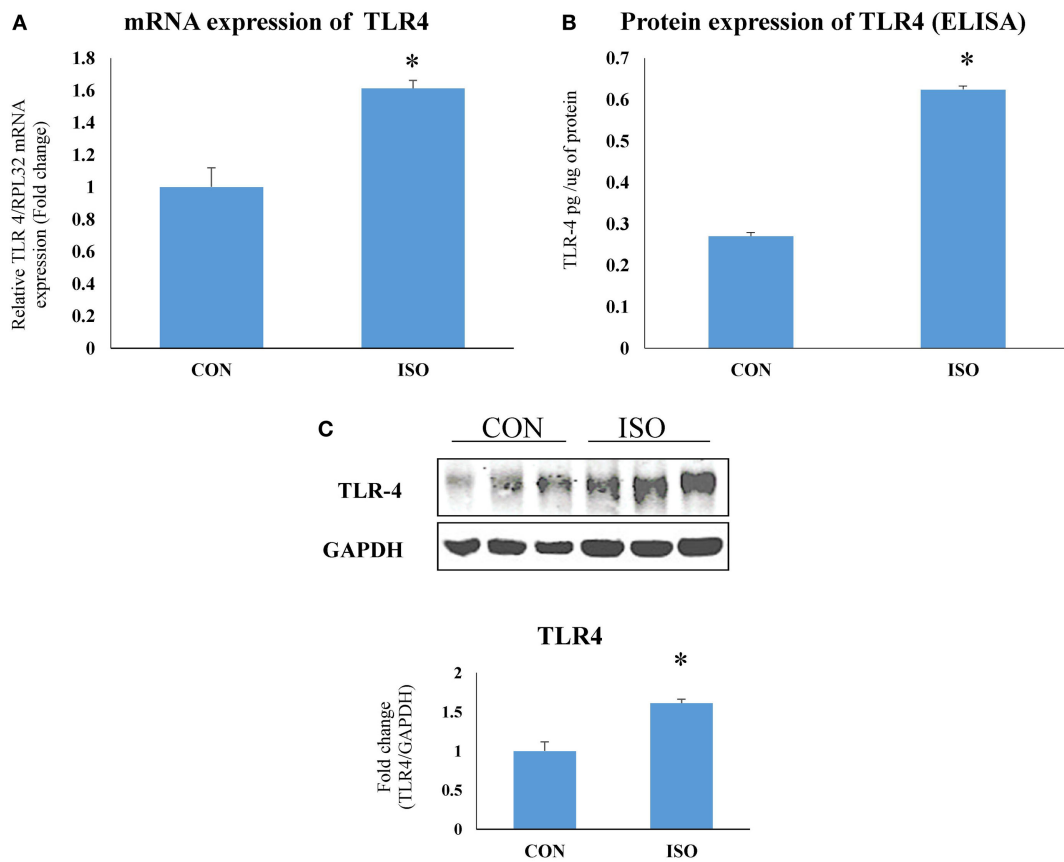 A
mRNA expression of TLR4
Relative TLR 4/RPL32 mRNA
expression (Fold change)
1.8
1.6
1.4
1.2
1
0.8
0.6
0.4
0.2
0
*
CON
ISO
B
Protein expression of TLR4 (ELISA)
TLR-4 pg /ug of protein
0.7
0.6
0.5
0.4
0.3
0.2
0.1
0
*
CON
ISO
C
CON
ISO
TLR-4
GAPDH
TLR4
Fold change
(TLR4/GAPDH)
2
1.5
1
0.5
0
*
CON
ISO